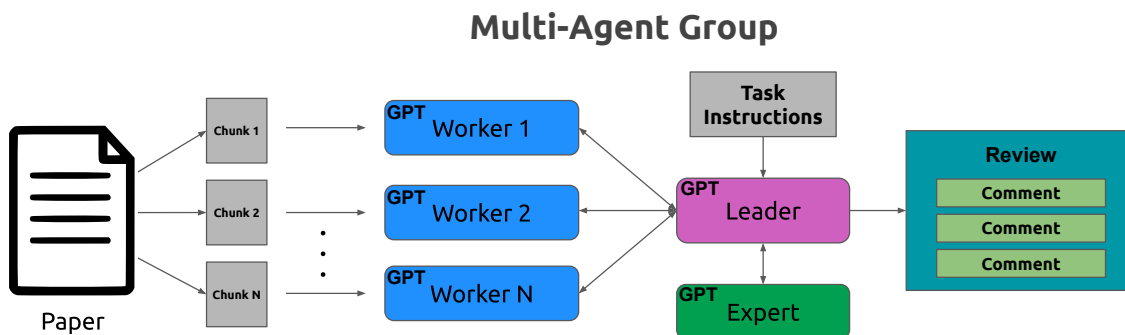 Multi-Agent Group
Paper
Chunk 1
Chunk 2
Chunk N
GPT
Worker 1
GPT
Worker 2
GPT
Worker N
Task
Instructions
GPT
Leader
GPT
Expert
Review
Comment
Comment
Comment